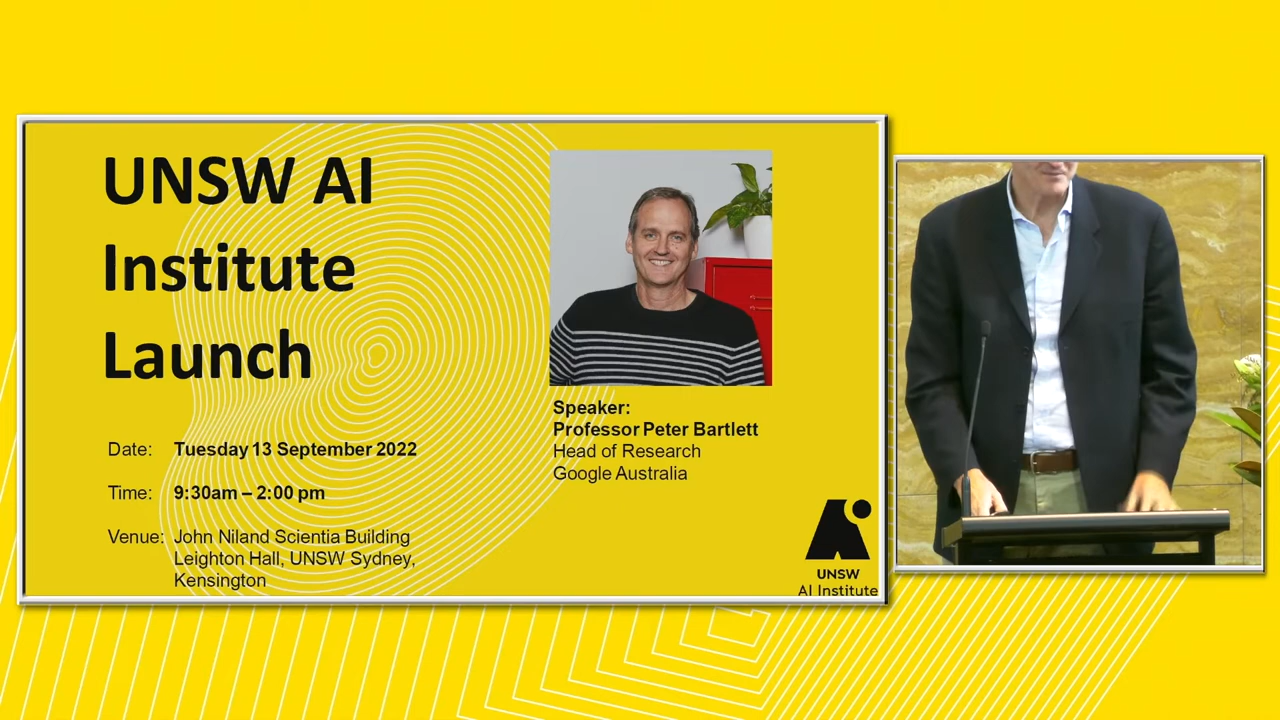 UNSW AI
Institute
Launch
Date: Tuesday 13 September 2022
Time: 9:30am – 2:00 pm
Venue: John Niland Scientia Building
Leighton Hall, UNSW Sydney,
Kensington
Speaker:
Professor Peter Bartlett
Head of Research
Google Australia
UNSW
AI Institute